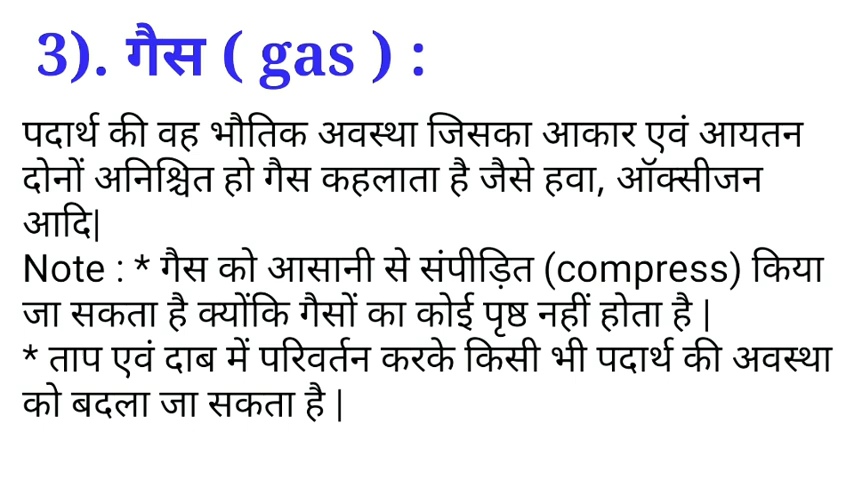 3). गैस ( gas ) :
पदार्थ की वह भौतिक अवस्था जिसका आकार एवं आयतन
दोनों अनिश्चित हो गैस कहलाता है जैसे हवा, ऑक्सीजन
आदि|
Note : * गैस को आसानी से संपीड़ित (compress) किया
जा सकता है क्योंकि गैसों का कोई पृष्ठ नहीं होता है |
* ताप एवं दाब में परिवर्तन करके किसी भी पदार्थ की अवस्था
को बदला जा सकता है |